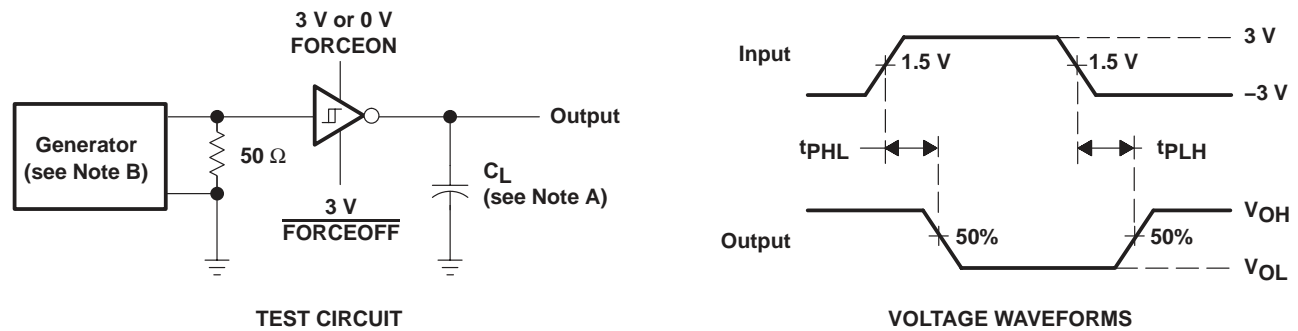 3 V or 0 V
FORCEON
Generator
(see Note B)
50 Ω
Output
CL
(see Note A)
3 V
FORCEOFF
TEST CIRCUIT
Input
1.5 V
1.5 V
3 V
–3 V
tPHL
tPLH
Output
50%
50%
VOH
VOL
VOLTAGE WAVEFORMS